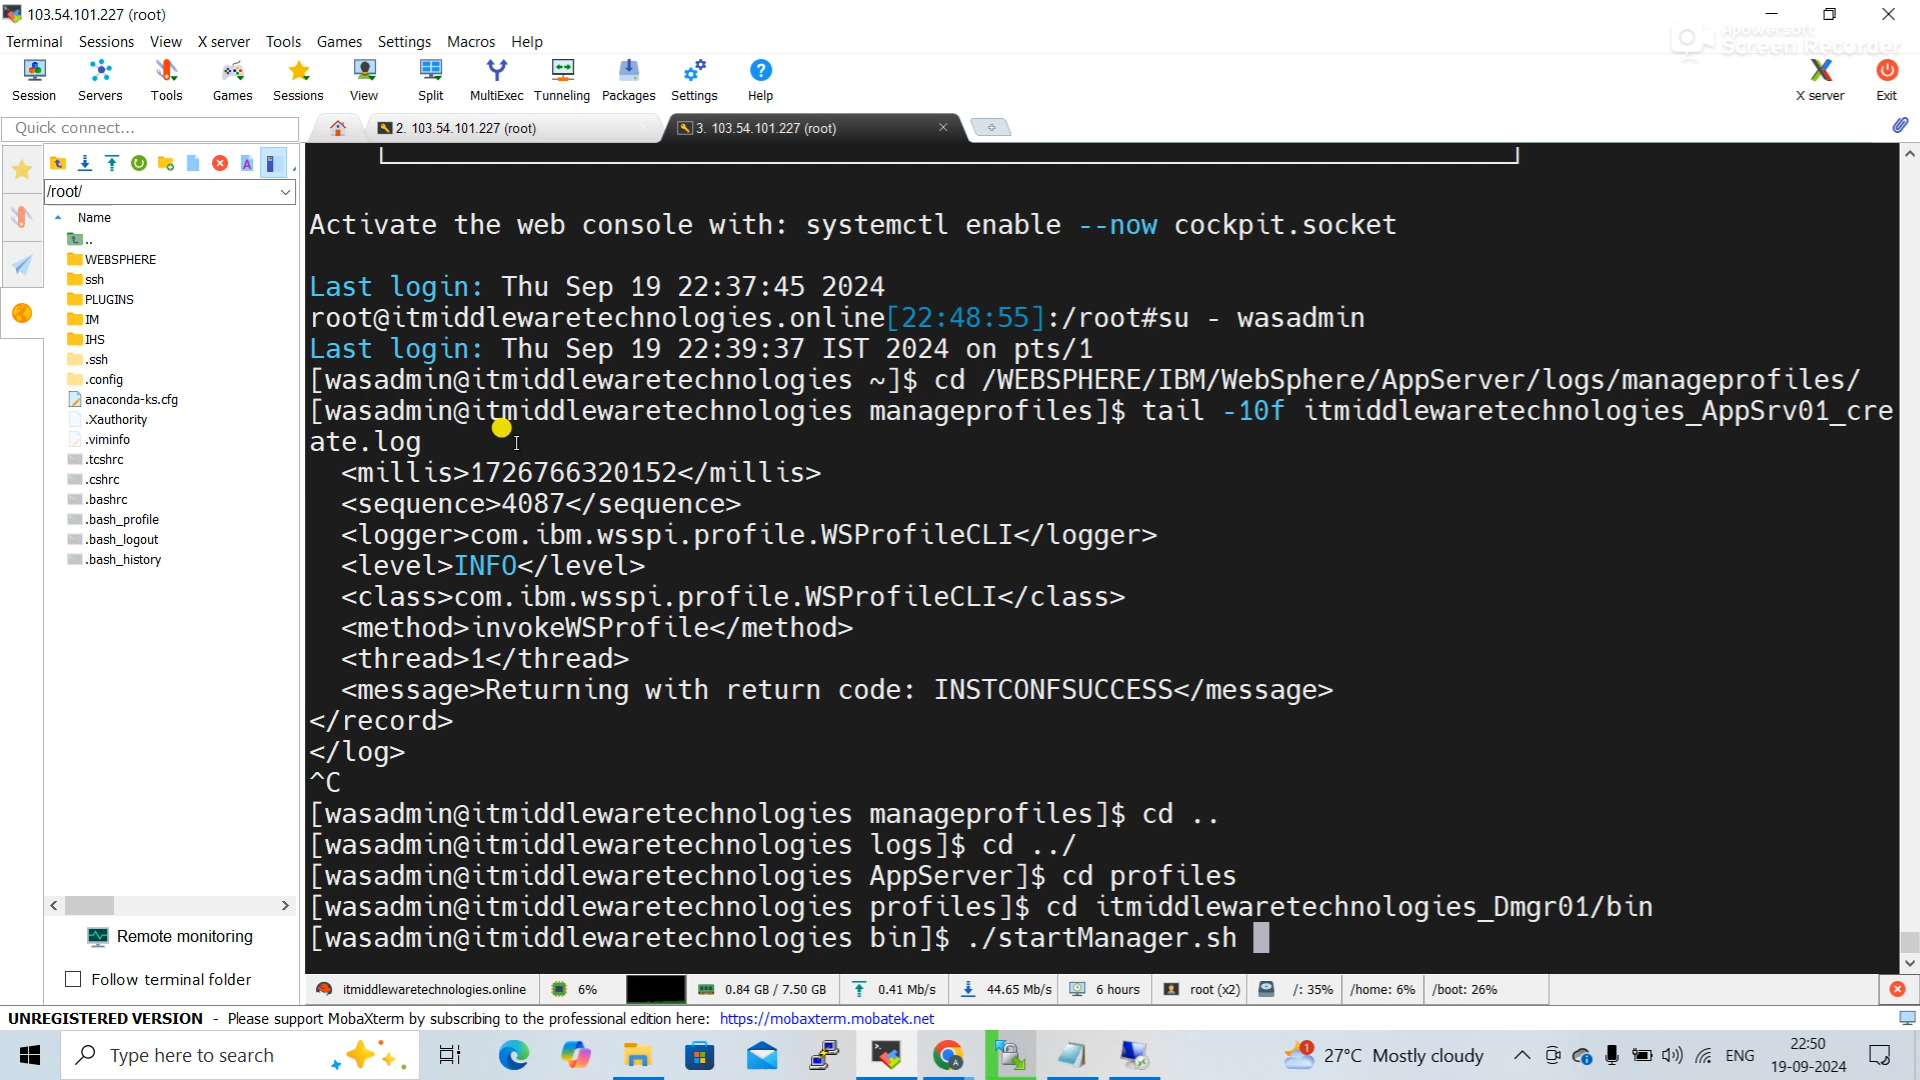 103.54.101.227 (root)
Apowersoft
Screen Recorder
Terminal Sessions View X server Tools Games Settings Macros Help
Session Servers Tools Games Sessions View Split MultiExec Tunneling Packages Settings Help X server Exit
Quick connect...
2. 103.54.101.227 (root)
3. 103.54.101.227 (root)
/root/
Name
..
WEBSPHERE
ssh
PLUGINS
IM
IHS
.ssh
.config
anaconda-ks.cfg
.Xauthority
.viminfo
.tcshrc
.cshrc
.bashrc
.bash_profile
.bash_logout
.bash_history
Remote monitoring
Follow terminal folder
Activate the web console with: systemctl enable --now cockpit.socket
Last login: Thu Sep 19 22:37:45 2024
root@itmiddlewaretechnologies.online[22:48:55]:/root#su - wasadmin
Last login: Thu Sep 19 22:39:37 IST 2024 on pts/1
[wasadmin@itmiddlewaretechnologies ~]$ cd /WEBSPHERE/IBM/WebSphere/AppServer/logs/manageprofiles/
[wasadmin@itmiddlewaretechnologies manageprofiles]$ tail -10f itmiddlewaretechnologies_AppSrv01_cre
ate.log
<millis>1726766320152</millis>
<sequence>4087</sequence>
<logger>com.ibm.wsspi.profile.WSProfileCLI</logger>
<level>INFO</level>
<class>com.ibm.wsspi.profile.WSProfileCLI</class>
<method>invokeWSProfile</method>
<thread>1</thread>
<message>Returning with return code: INSTCONFSUCCESS</message>
</record>
</log>
^C
[wasadmin@itmiddlewaretechnologies manageprofiles]$ cd ..
[wasadmin@itmiddlewaretechnologies logs]$ cd ../
[wasadmin@itmiddlewaretechnologies AppServer]$ cd profiles
[wasadmin@itmiddlewaretechnologies profiles]$ cd itmiddlewaretechnologies_Dmgr01/bin
[wasadmin@itmiddlewaretechnologies bin]$ ./startManager.sh
itmiddlewaretechnologies.online 6% 0.84 GB / 7.50 GB 0.41 Mb/s 44.65 Mb/s 6 hours root (x2) /: 35% /home: 6% /boot: 26%
UNREGISTERED VERSION - Please support MobaXterm by subscribing to the professional edition here: https://mobaxterm.mobatek.net
Type here to search
1
27°C Mostly cloudy
ENG
22:50
19-09-2024